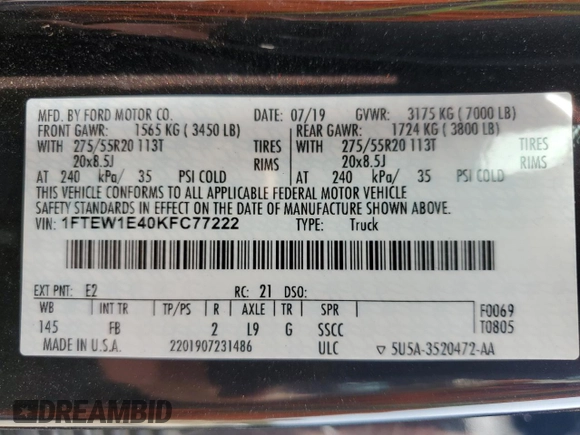 MFD. BY FORD MOTOR CO. DATE: 07/19 GVWR: 3175 KG ( 7000 LB)
FRONT GAWR: 1565 KG ( 3450 LB) REAR GAWR: 1724 KG ( 3800 LB)
WITH 275/55R20 113T TIRES WITH 275/55R20 113T TIRES
20x8.5J RIMS 20x8.5J RIMS
AT 240 kPa/ 35 PSI COLD AT 240 kPa/ 35 PSI COLD
THIS VEHICLE CONFORMS TO ALL APPLICABLE FEDERAL MOTOR VEHICLE
SAFETY STANDARDS IN EFFECT ON THE DATE OF MANUFACTURE SHOWN ABOVE.
VIN: 1FTEW1E40KFC77222 TYPE: Truck
EXT PNT: E2 RC: 21 DSO:
WB INT TR TP/PS R AXLE TR SPR F0069
145 FB 2 L9 G SSCC T0805
MADE IN U.S.A. 2201907231486 ULC ▽ 5U5A-3520472-AA
DREAMBID